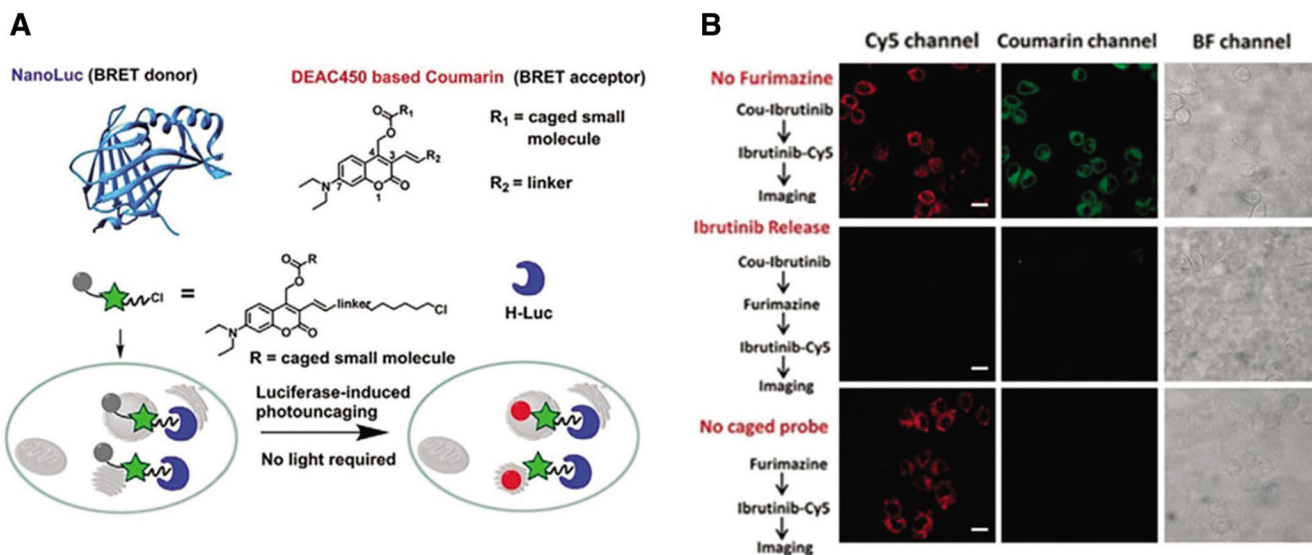 A
NanoLuc (BRET donor)
DEAC450 based Coumarin (BRET acceptor)
O
R1
O
4
3
R2
7
N
O
1
O
R1 = caged small
molecule
R2 = linker
Cl
=
O
R
O
linker
Cl
N
O
O
H-Luc
R = caged small molecule
Luciferase-induced
photouncaging
No light required
B
Cy5 channel
Coumarin channel
BF channel
No Furimazine
Cou-Ibrutinib
Ibrutinib-Cy5
Imaging
Ibrutinib Release
Cou-Ibrutinib
Furimazine
Ibrutinib-Cy5
Imaging
No caged probe
Furimazine
Ibrutinib-Cy5
Imaging